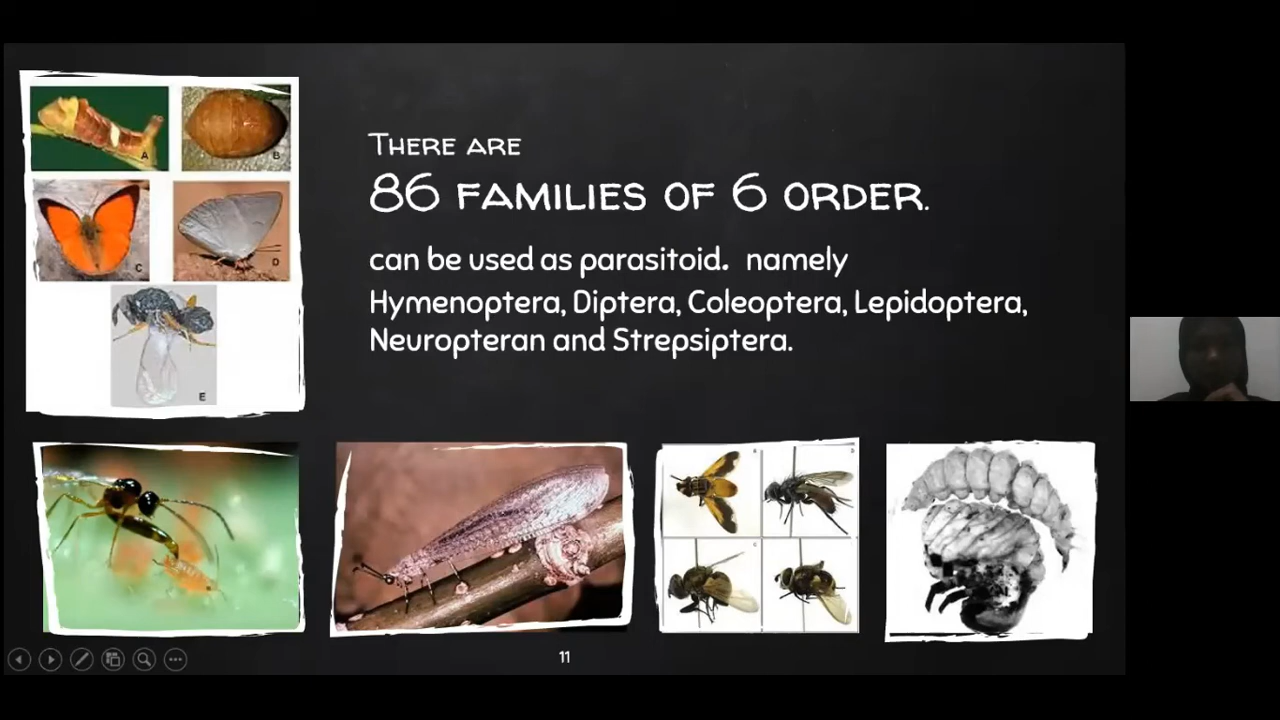 There are
86 families of 6 order.
can be used as parasitoid. namely
Hymenoptera, Diptera, Coleoptera, Lepidoptera,
Neuropteran and Strepsiptera.
A
B
C
D
E
11